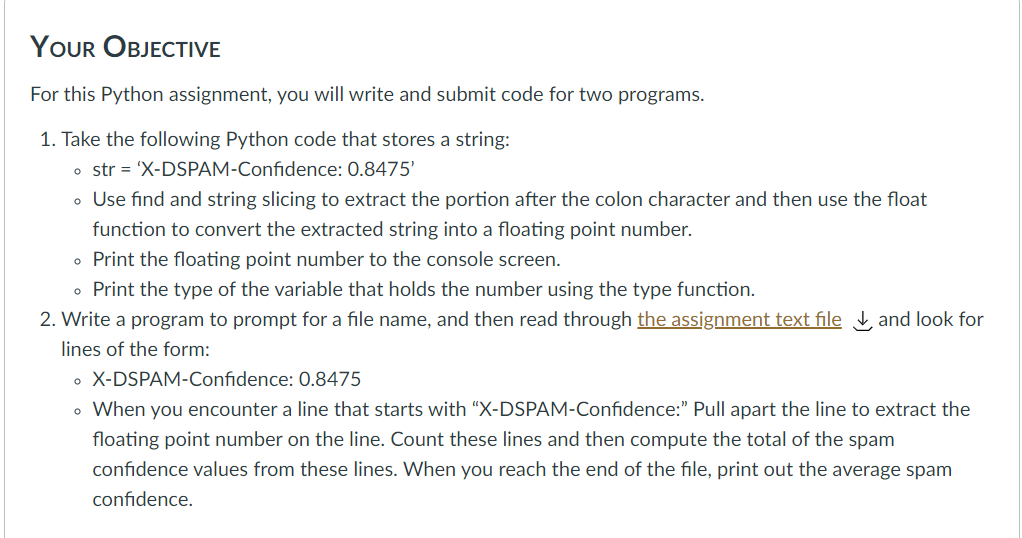 YOUR OBJECTIVE
For this Python assignment, you will write and submit code for two programs.
1. Take the following Python code that stores a string:
◦ str = ‘X-DSPAM-Confidence: 0.8475’
◦ Use find and string slicing to extract the portion after the colon character and then use the float
function to convert the extracted string into a floating point number.
◦ Print the floating point number to the console screen.
◦ Print the type of the variable that holds the number using the type function.
2. Write a program to prompt for a file name, and then read through the assignment text file and look for
lines of the form:
◦ X-DSPAM-Confidence: 0.8475
◦ When you encounter a line that starts with “X-DSPAM-Confidence:” Pull apart the line to extract the
floating point number on the line. Count these lines and then compute the total of the spam
confidence values from these lines. When you reach the end of the file, print out the average spam
confidence.